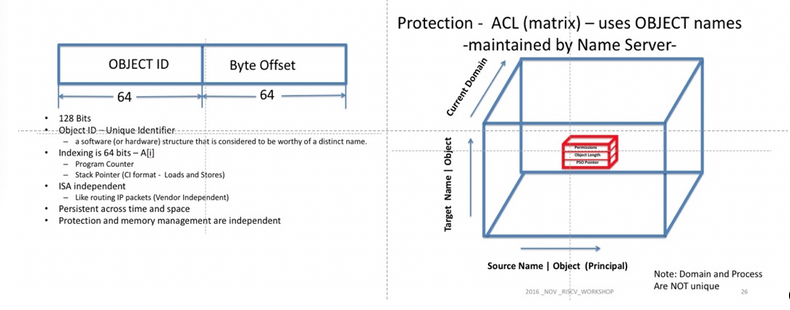 OBJECT ID
Byte Offset
64
64
• 128 Bits
• Object ID – Unique Identifier
– a software (or hardware) structure that is considered to be worthy of a distinct name.
• Indexing is 64 bits – A[i]
– Program Counter
– Stack Pointer (CI format - Loads and Stores)
• ISA independent
– Like routing IP packets (Vendor Independent)
• Persistent across time and space
• Protection and memory management are independent
Protection - ACL (matrix) – uses OBJECT names
-maintained by Name Server-
Current Domain
Target Name | Object
Permissions
Object Length
PSO Pointer
Source Name | Object (Principal)
Note: Domain and Process
Are NOT unique
2016 _NOV _RISCV_WORKSHOP
26